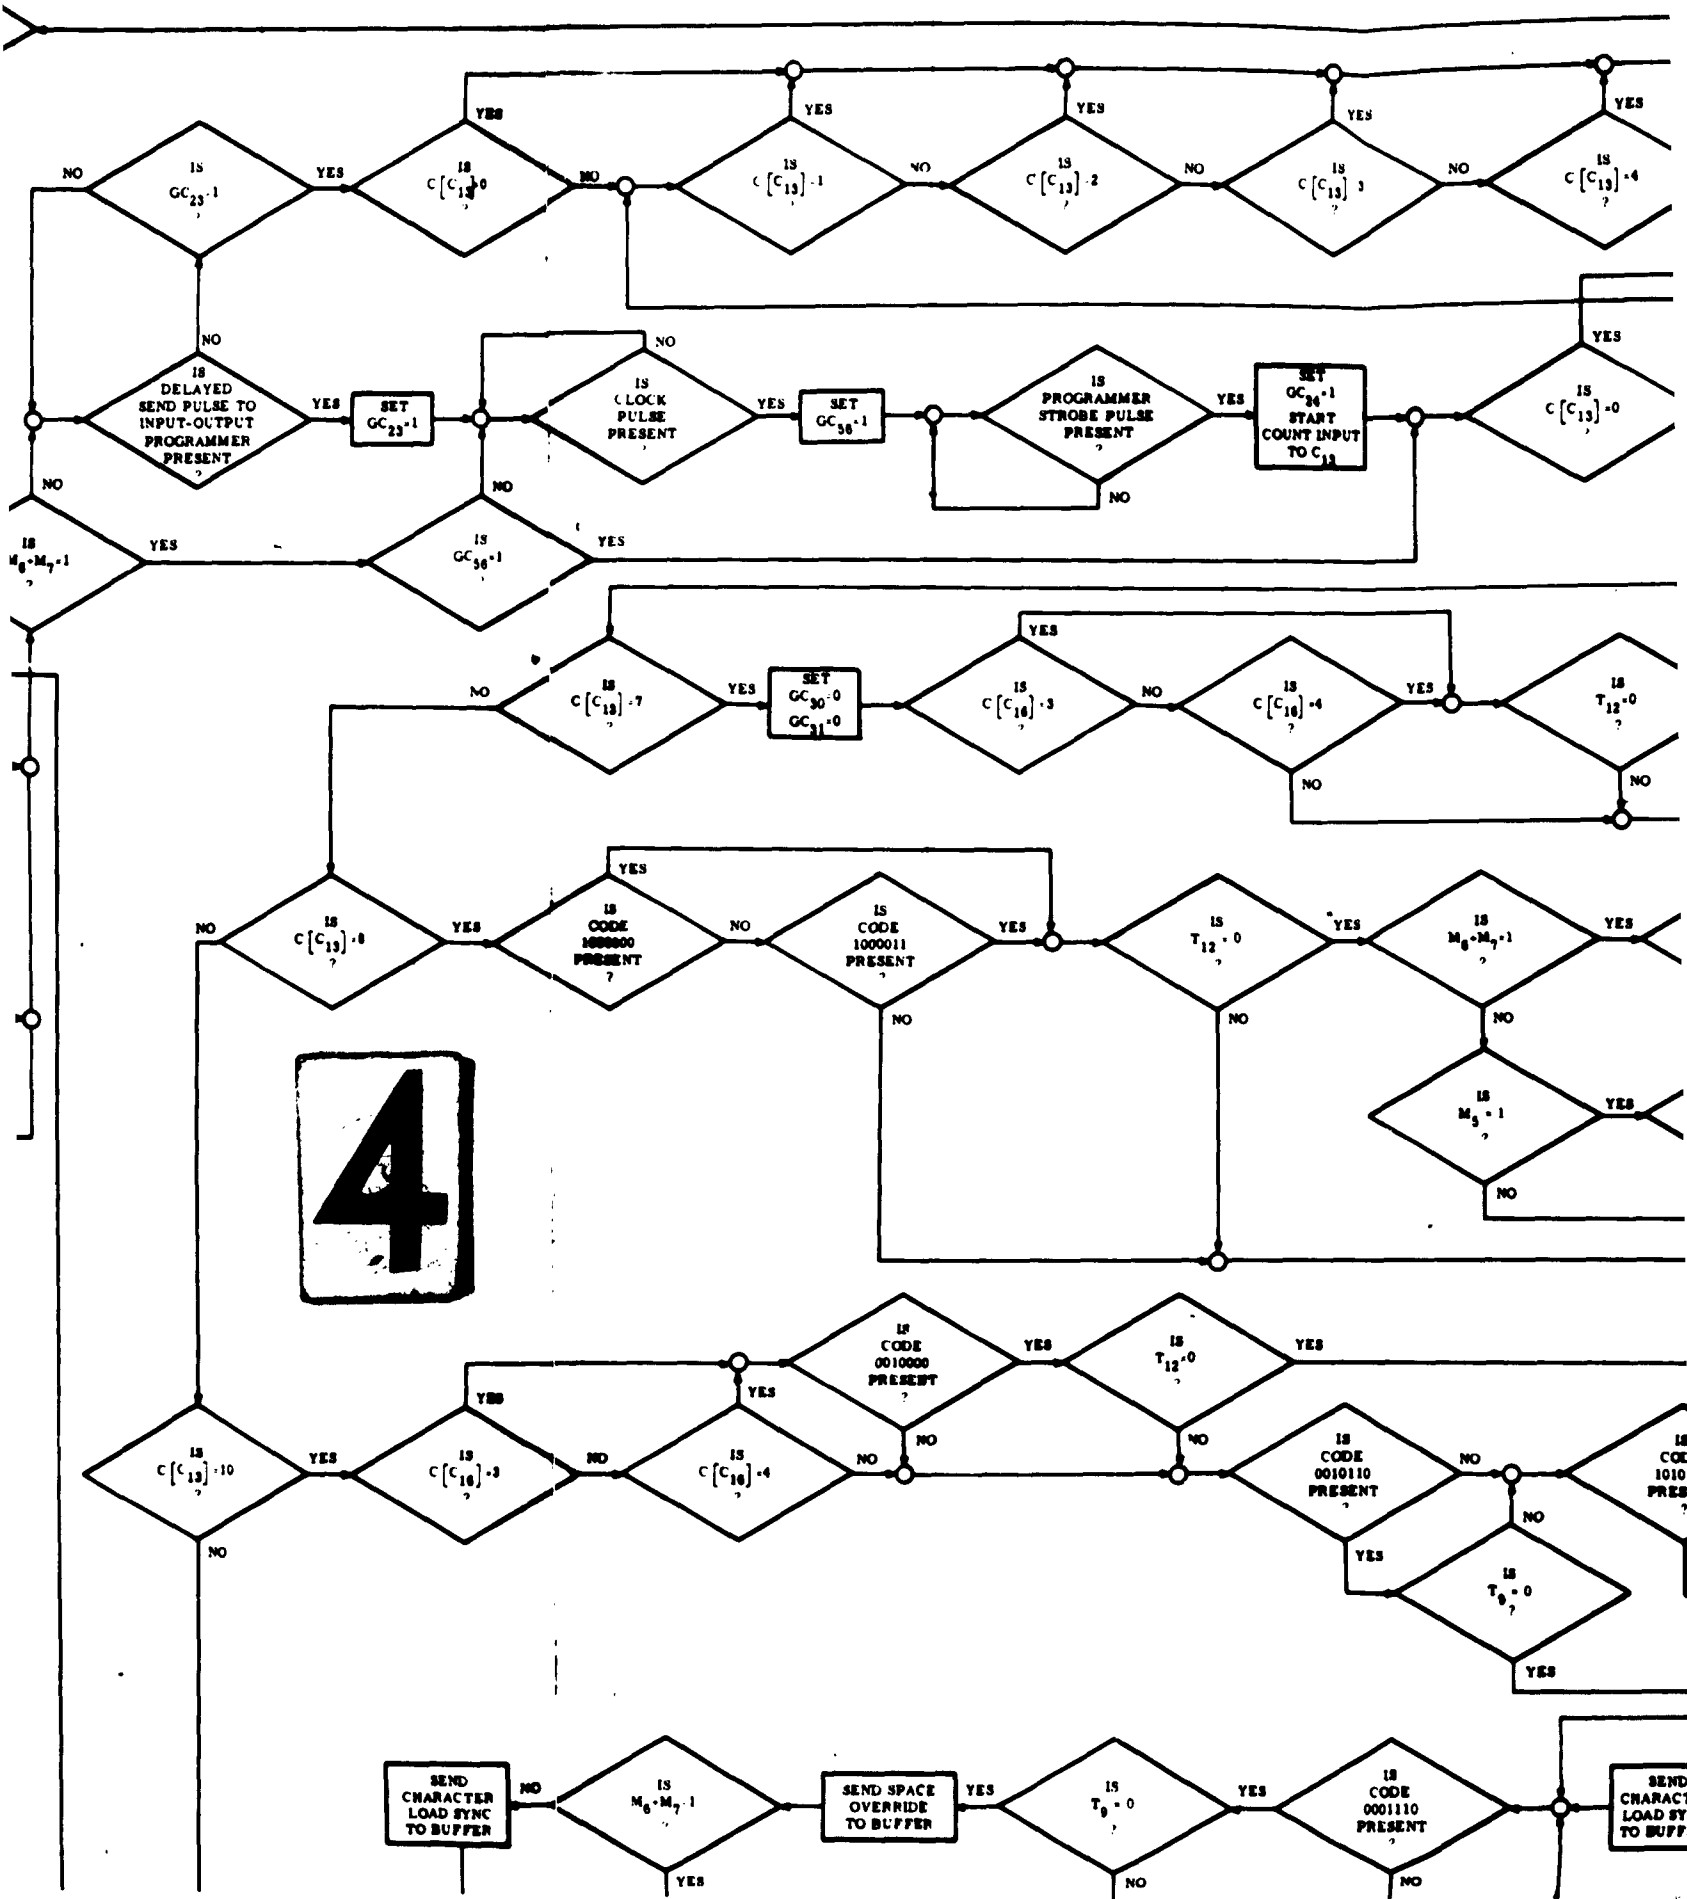 YES
YES
YES
YES
YES
NO
IS
GC23=1
?
YES
IS
C[C13]=0
?
NO
IS
C[C13]=1
?
NO
IS
C[C13]=2
?
NO
IS
C[C13]=3
?
NO
IS
C[C13]=4
?
NO
IS
DELAYED
SEND PULSE TO
INPUT-OUTPUT
PROGRAMMER
PRESENT
?
YES
SET
GC23=1
NO
IS
CLOCK
PULSE
PRESENT
?
YES
SET
GC56=1
IS
PROGRAMMER
STROBE PULSE
PRESENT
?
YES
NO
SET
GC24=1
START
COUNT INPUT
TO C13
YES
IS
C[C13]=0
?
NO
IS
M6+M7=1
?
YES
NO
IS
GC56=1
?
YES
NO
IS
C[C13]=7
?
YES
SET
GC30=0
GC31=0
YES
IS
C[C16]=3
?
NO
IS
C[C16]=4
?
YES
NO
IS
T12=0
?
NO
NO
IS
C[C13]=8
?
YES
YES
IS
CODE
1000000
PRESENT
?
NO
IS
CODE
1000011
PRESENT
?
YES
NO
IS
T12=0
?
YES
NO
IS
M6+M7=1
?
YES
NO
IS
M5=1
?
YES
NO
4
IS
CODE
0010000
PRESENT
?
YES
NO
IS
T12=0
?
YES
NO
IS
C[C13]=10
?
YES
NO
YES
IS
C[C16]=3
?
NO
YES
IS
C[C16]=4
?
NO
IS
CODE
0010110
PRESENT
?
NO
YES
IS
T9=0
?
NO
YES
IS
SEND
CHARACTER
LOAD SYNC
TO BUFFER
NO
IS
M6+M7=1
?
YES
SEND SPACE
OVERRIDE
TO BUFFER
YES
IS
T9=0
?
NO
YES
IS
CODE
0001110
PRESENT
?
NO
SEND
TO